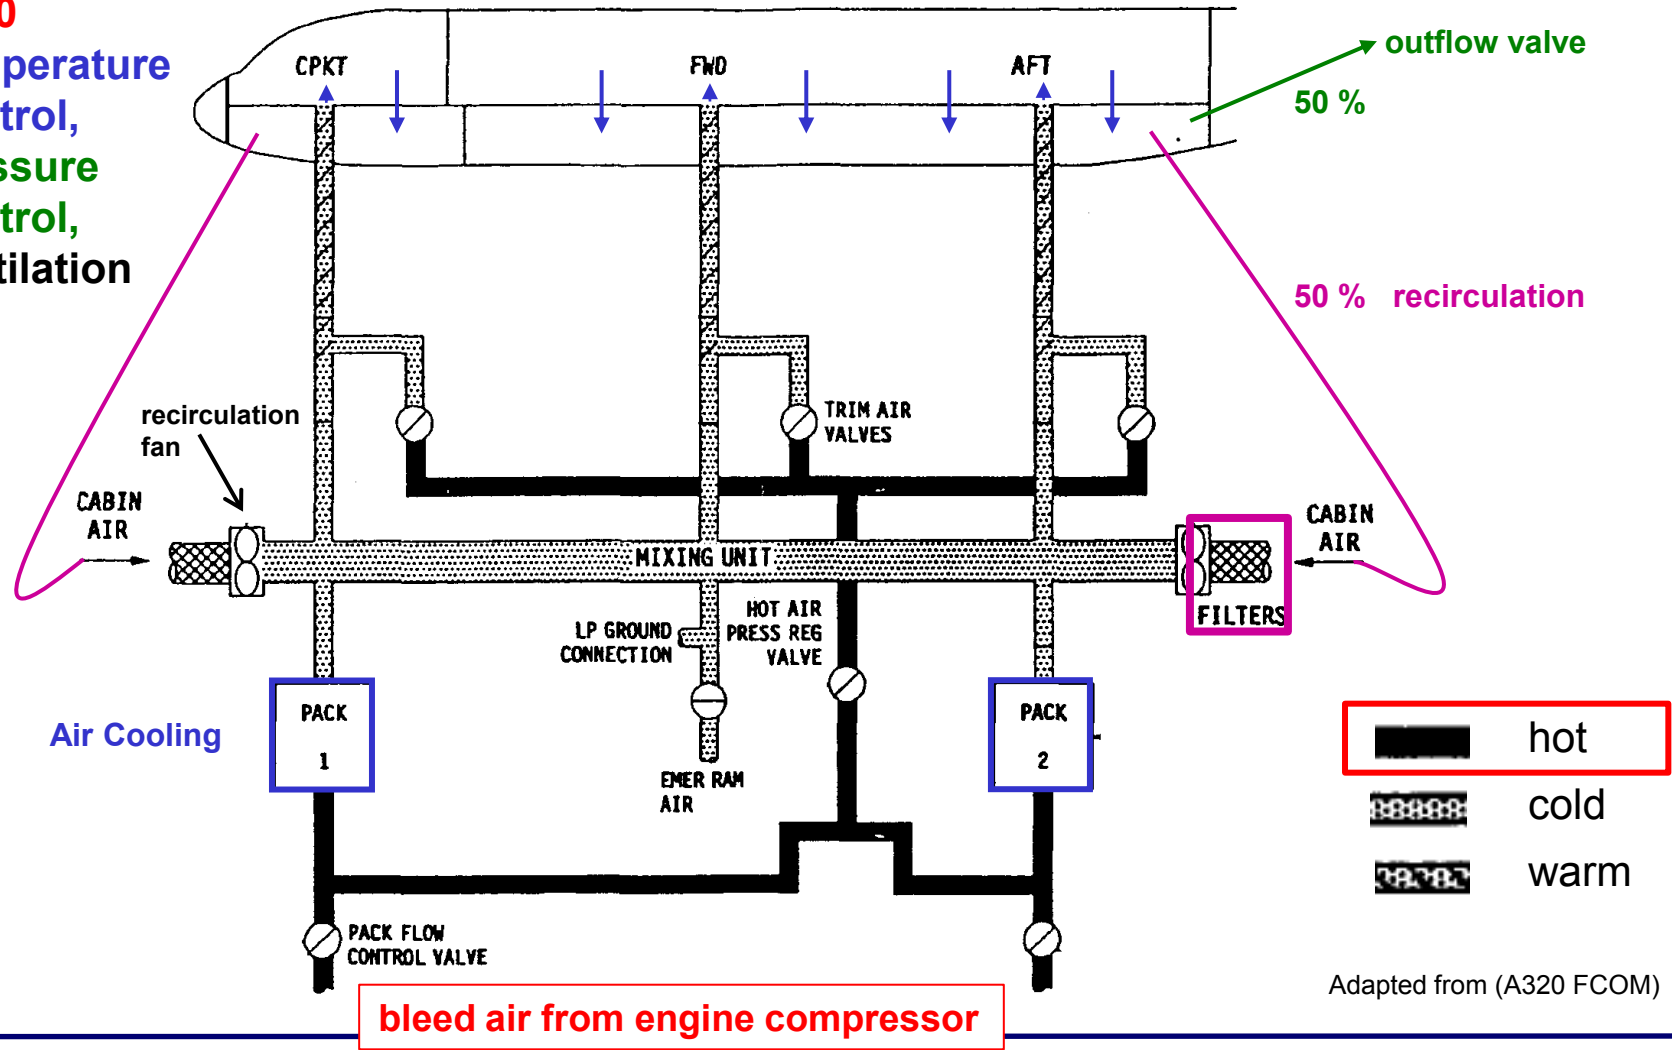 0
perature
trol,
ssure
trol,
tilation
CPKT
FWD
AFT
outflow valve
50 %
50 % recirculation
recirculation
fan
TRIM AIR
VALVES
CABIN
AIR
CABIN
AIR
MIXING UNIT
FILTERS
LP GROUND
CONNECTION
HOT AIR
PRESS REG
VALVE
Air Cooling
PACK
1
EMER RAM
AIR
PACK
2
hot
cold
warm
PACK FLOW
CONTROL VALVE
Adapted from (A320 FCOM)
bleed air from engine compressor